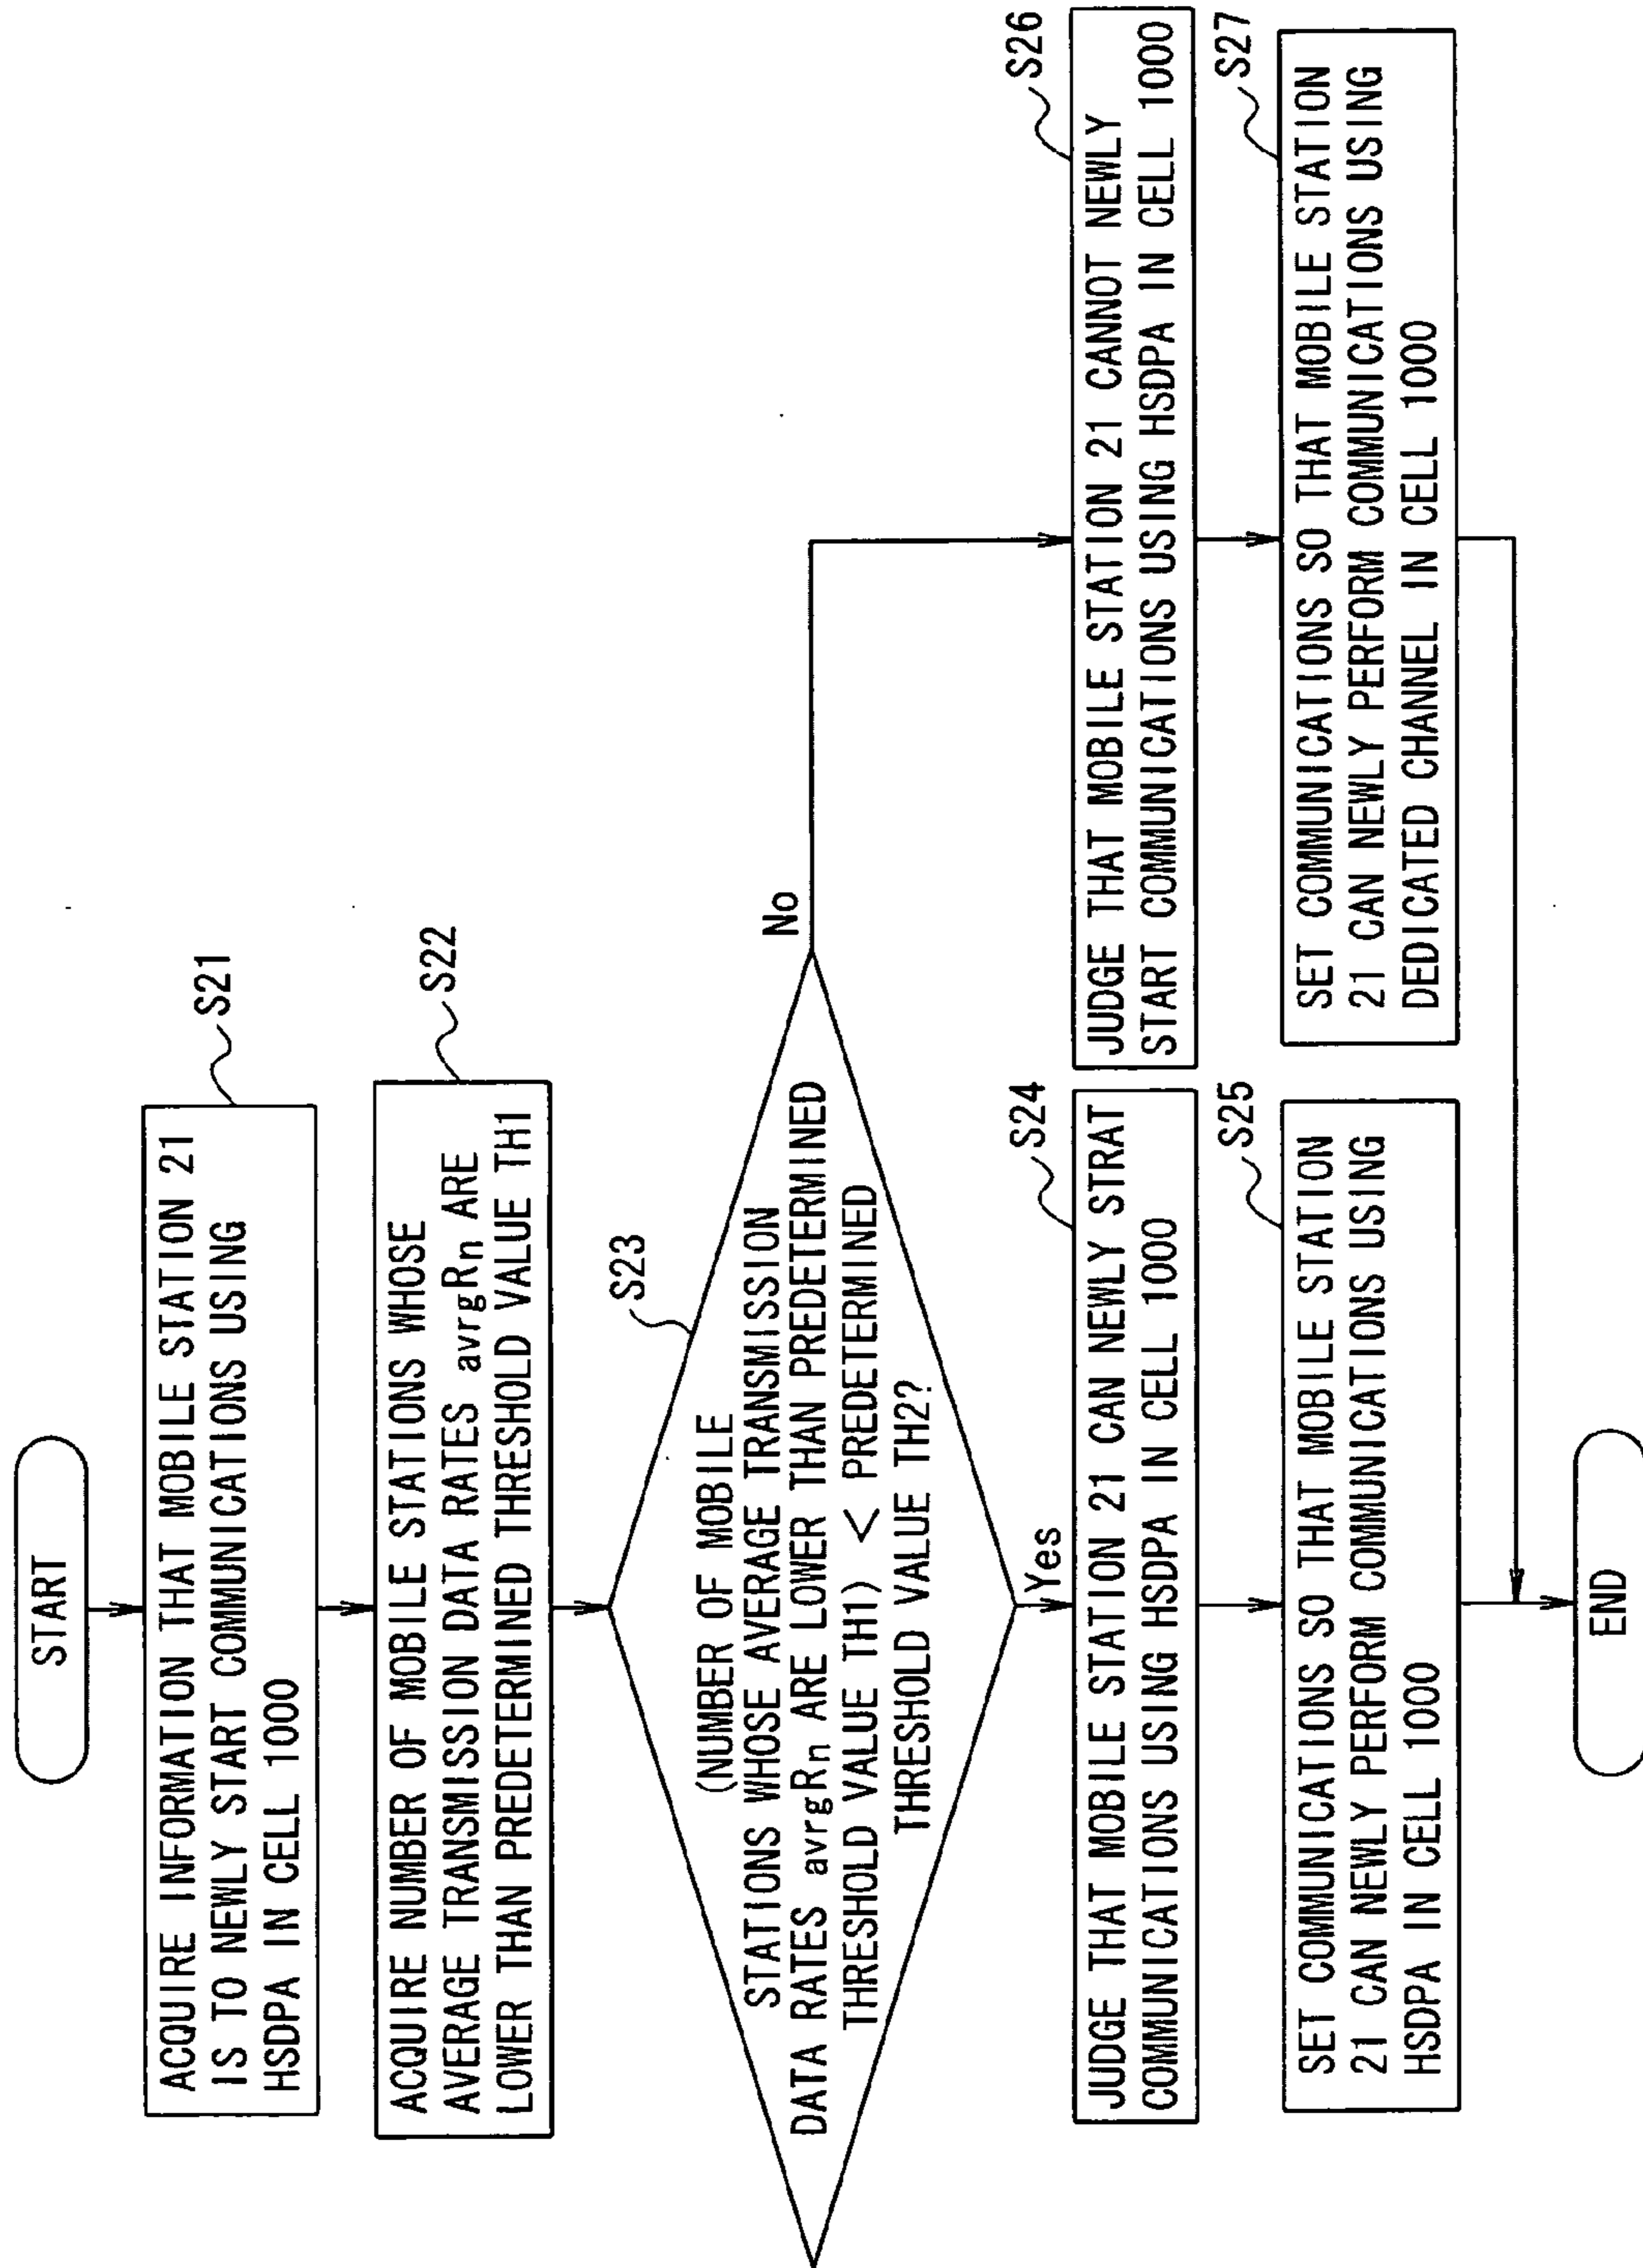 START
ACQUIRE INFORMATION THAT MOBILE STATION 21
IS TO NEWLY START COMMUNICATIONS USING
HSDPA IN CELL 1000
S21
ACQUIRE NUMBER OF MOBILE STATIONS WHOSE
AVERAGE TRANSMISSION DATA RATES avrgRn ARE
LOWER THAN PREDETERMINED THRESHOLD VALUE TH1
S22
(NUMBER OF MOBILE
STATIONS WHOSE AVERAGE TRANSMISSION
DATA RATES avrgRn ARE LOWER THAN PREDETERMINED
THRESHOLD VALUE TH1) < PREDETERMINED
THRESHOLD VALUE TH2?
S23
No
Yes
JUDGE THAT MOBILE STATION 21 CAN NEWLY STRAT
COMMUNICATIONS USING HSDPA IN CELL 1000
S24
SET COMMUNICATIONS SO THAT MOBILE STATION
21 CAN NEWLY PERFORM COMMUNICATIONS USING
HSDPA IN CELL 1000
S25
JUDGE THAT MOBILE STATION 21 CANNOT NEWLY
START COMMUNICATIONS USING HSDPA IN CELL 1000
S26
SET COMMUNICATIONS SO THAT MOBILE STATION
21 CAN NEWLY PERFORM COMMUNICATIONS USING
DEDICATED CHANNEL IN CELL 1000
S27
END